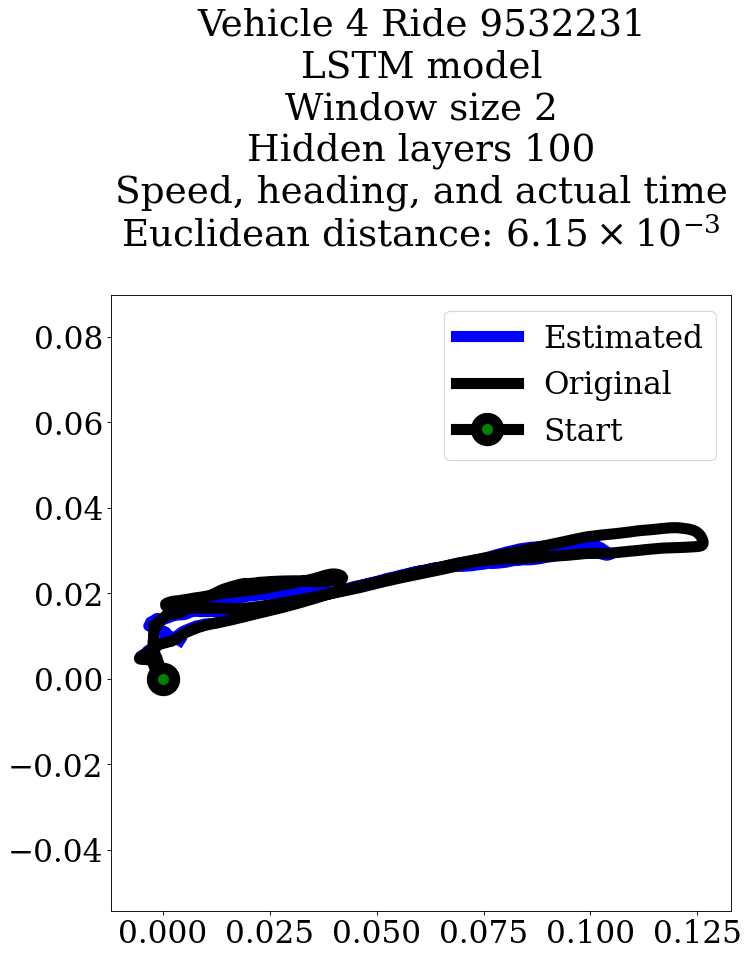 Vehicle 4 Ride 9532231
LSTM model
Window size 2
Hidden layers 100
Speed, heading, and actual time
Euclidean distance: 6.15 × 10⁻³
Estimated
Original
Start
0.08
0.06
0.04
0.02
0.00
−0.02
−0.04
0.000 0.025 0.050 0.075 0.100 0.125